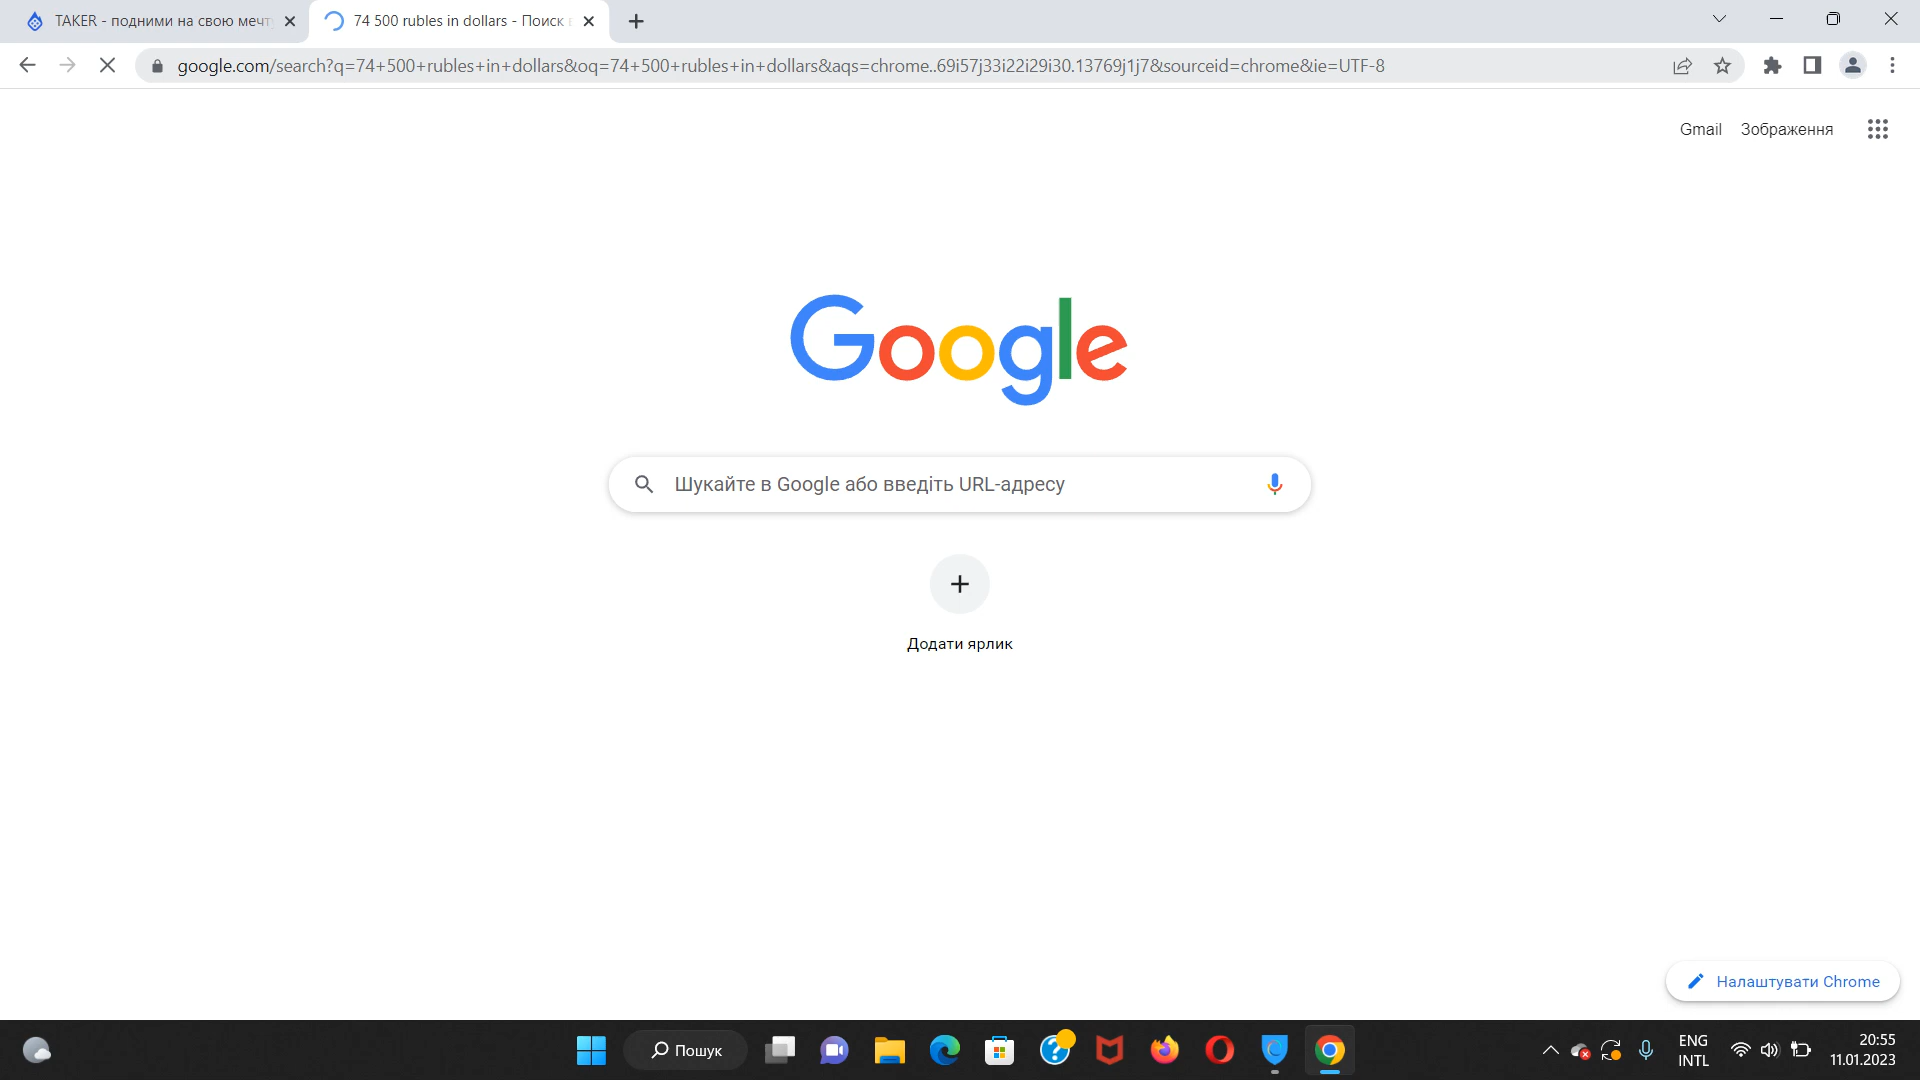 TAKER - подними на свою мечт
74 500 rubles in dollars - Поиск
google.com/search?q=74+500+rubles+in+dollars&oq=74+500+rubles+in+dollars&aqs=chrome..69i57j33i22i29i30.13769j1j7&sourceid=chrome&ie=UTF-8
Gmail Зображення
Google
Шукайте в Google або введіть URL-адресу
Додати ярлик
Налаштувати Chrome
Пошук
ENG
INTL
20:55
11.01.2023